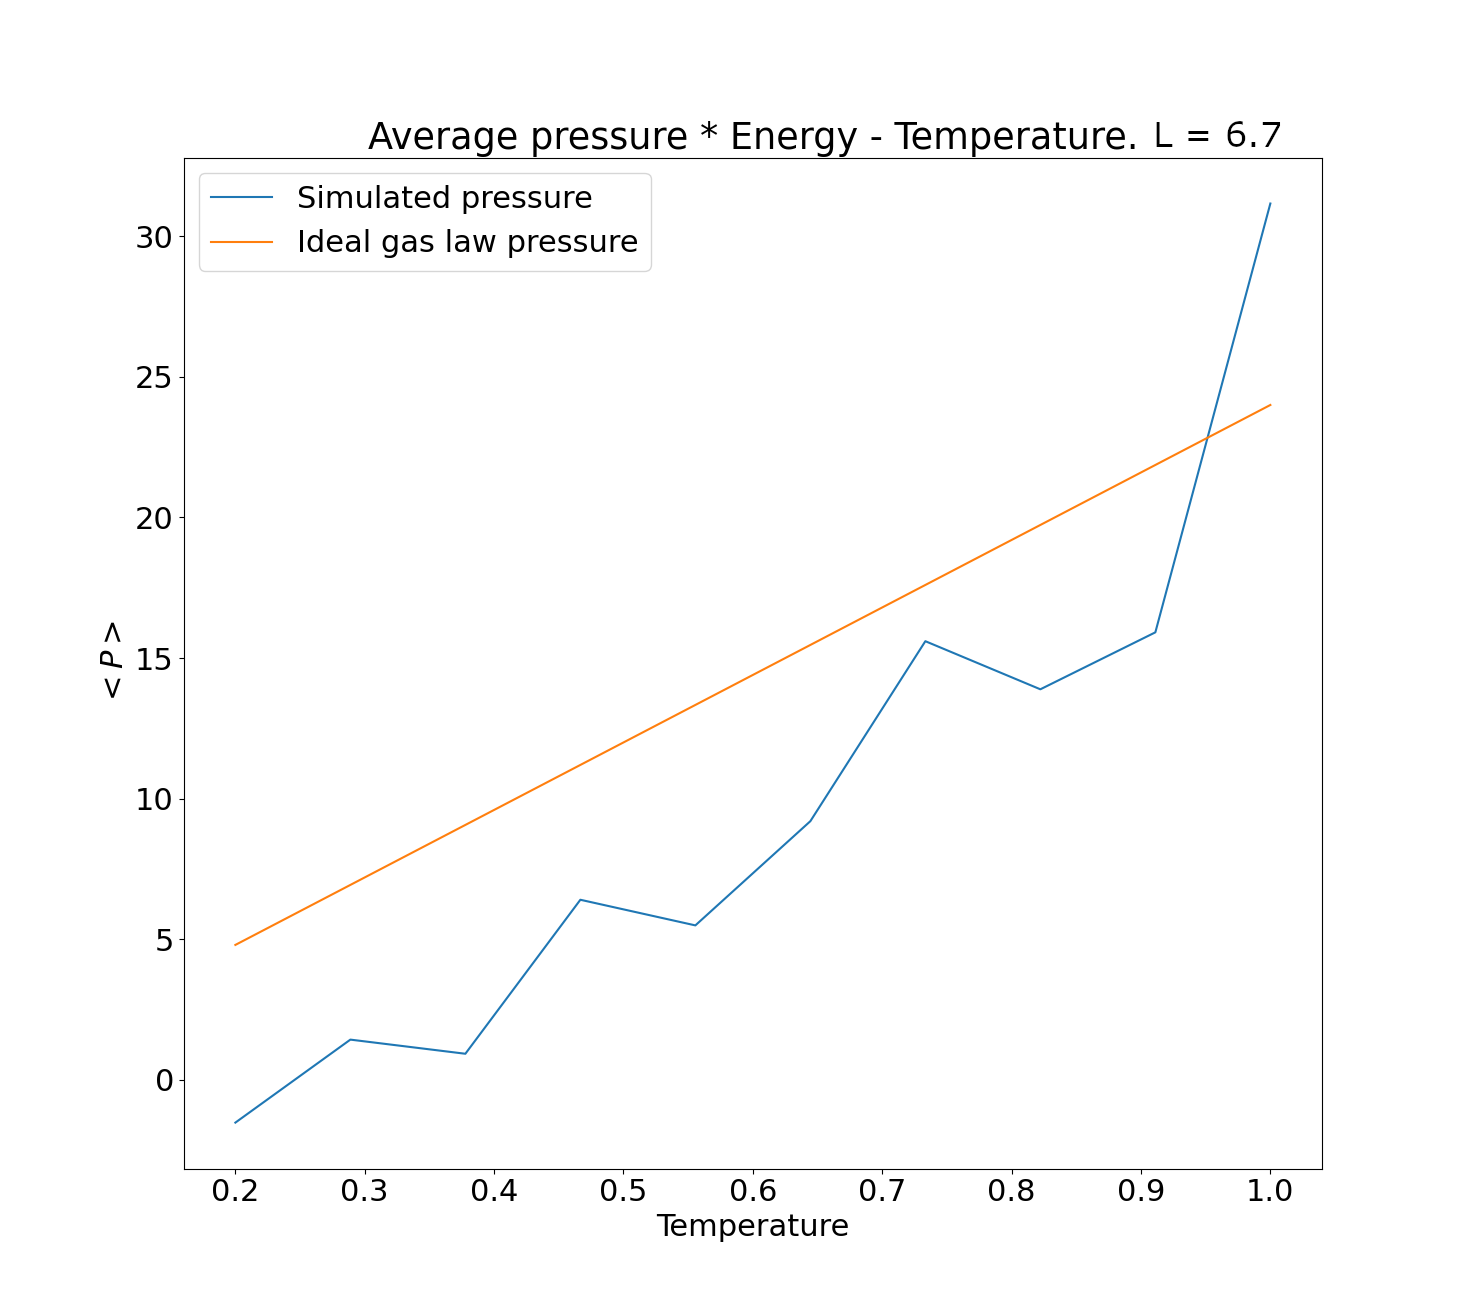 Average pressure * Energy - Temperature. L = 6.7
Simulated pressure
Ideal gas law pressure
30
25
20
15
10
5
0
< P >
0.2 0.3 0.4 0.5 0.6 0.7 0.8 0.9 1.0
Temperature